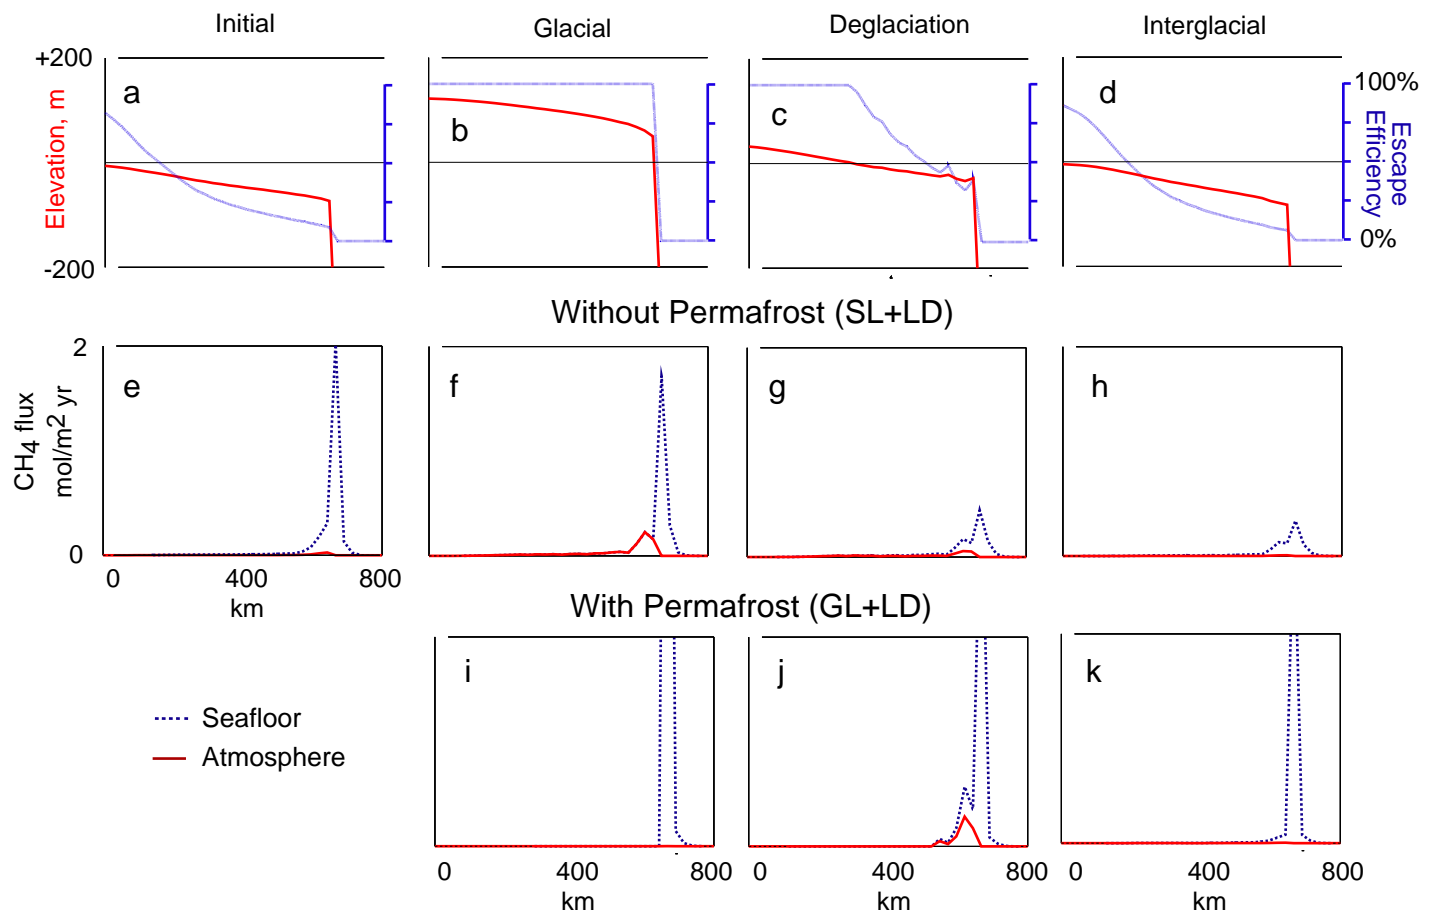 Initial
Glacial
Deglaciation
Interglacial
+200
-200
Elevation, m
a
b
c
d
100%
0%
Escape
Efficiency
Without Permafrost (SL+LD)
2
0
CH4 flux
mol/m2 yr
e
f
g
h
0 400 800
km
With Permafrost (GL+LD)
i
j
k
Seafloor
Atmosphere
0 400 800 0 400 800 0 400 800
km km km